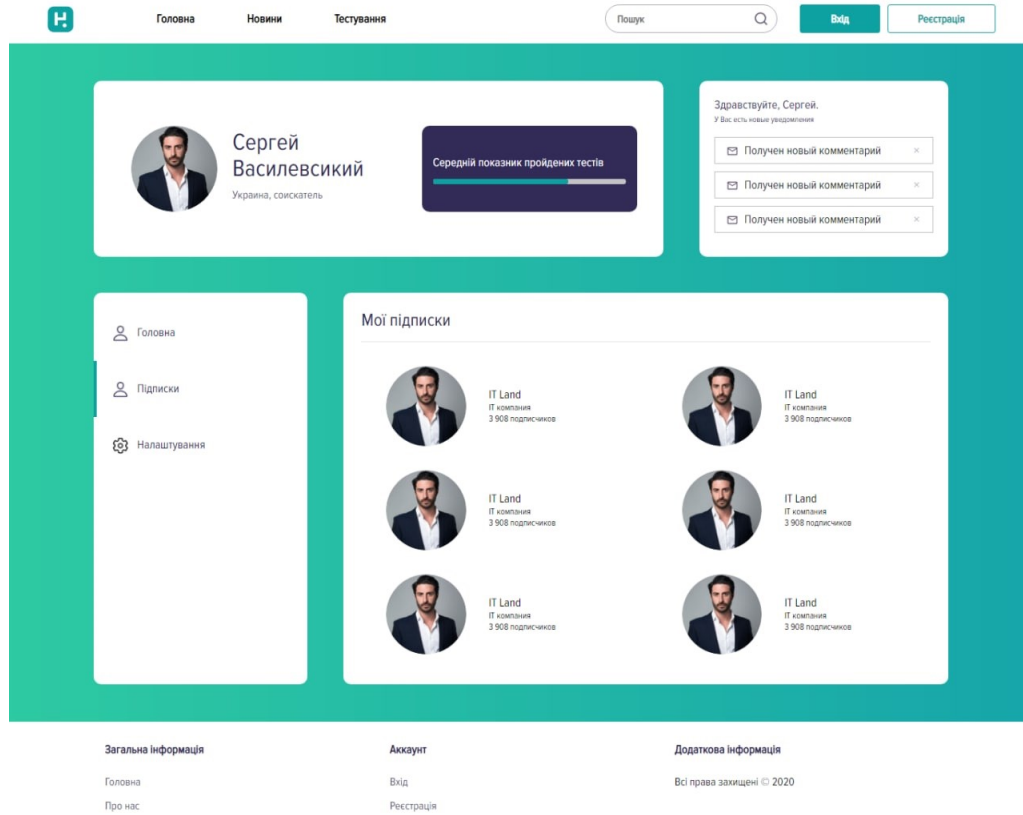 H.
Головна
Новини
Тестування
Пошук
Вхід
Реєстрація
Сергей
Василевсикий
Украина, соискатель
Середній показник пройдених тестів
Здравствуйте, Сергей.
У Вас есть новые уведомления
Получен новый комментарий
Получен новый комментарий
Получен новый комментарий
Головна
Підписки
Налаштування
Мої підписки
IT Land
IT компания
3 908 подписчиков
IT Land
IT компания
3 908 подписчиков
IT Land
IT компания
3 908 подписчиков
IT Land
IT компания
3 908 подписчиков
IT Land
IT компания
3 908 подписчиков
IT Land
IT компания
3 908 подписчиков
Загальна інформація
Головна
Про нас
Аккаунт
Вхід
Реєстрація
Додаткова інформація
Всі права захищені © 2020